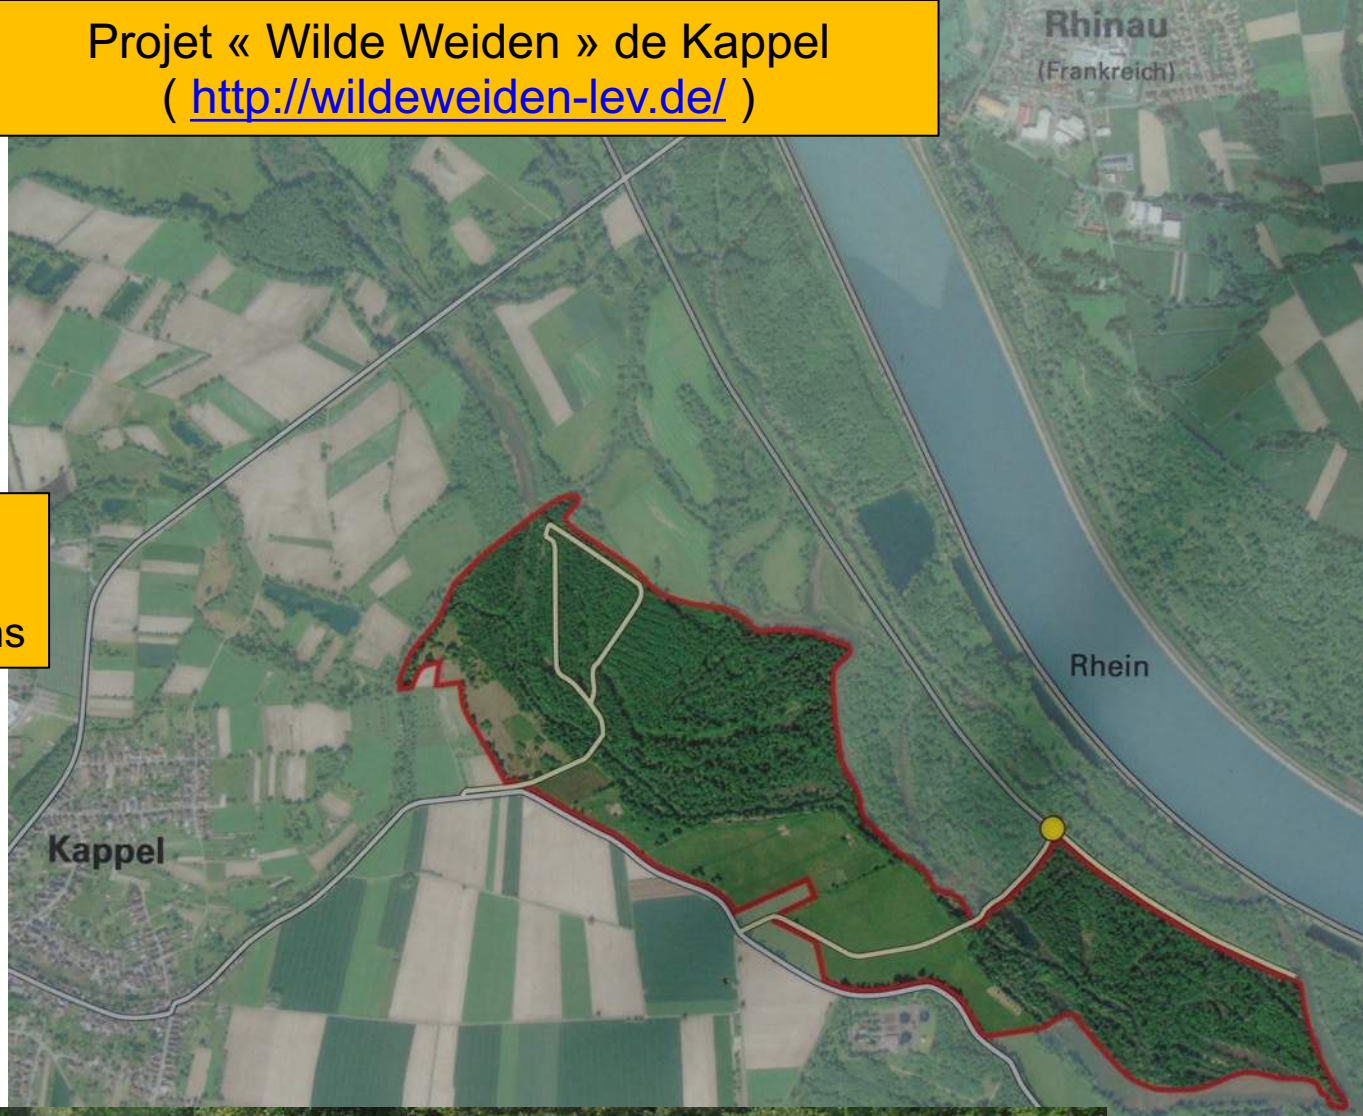 Projet « Wilde Weiden » de Kappel
( http://wildeweiden-lev.de/ )
Rhinau
(Frankreich)
Rhein
Kappel